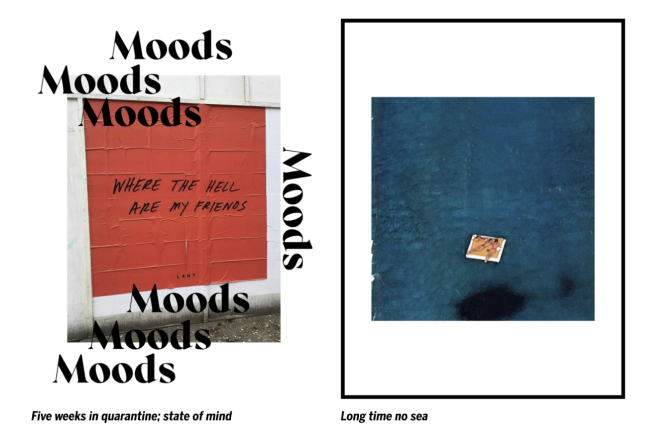 Moods
Moods
Moods
WHERE THE HELL
ARE MY FRIENDS
LANY
Moods
Moods
Moods
Moods
Five weeks in quarantine; state of mind
Long time no sea